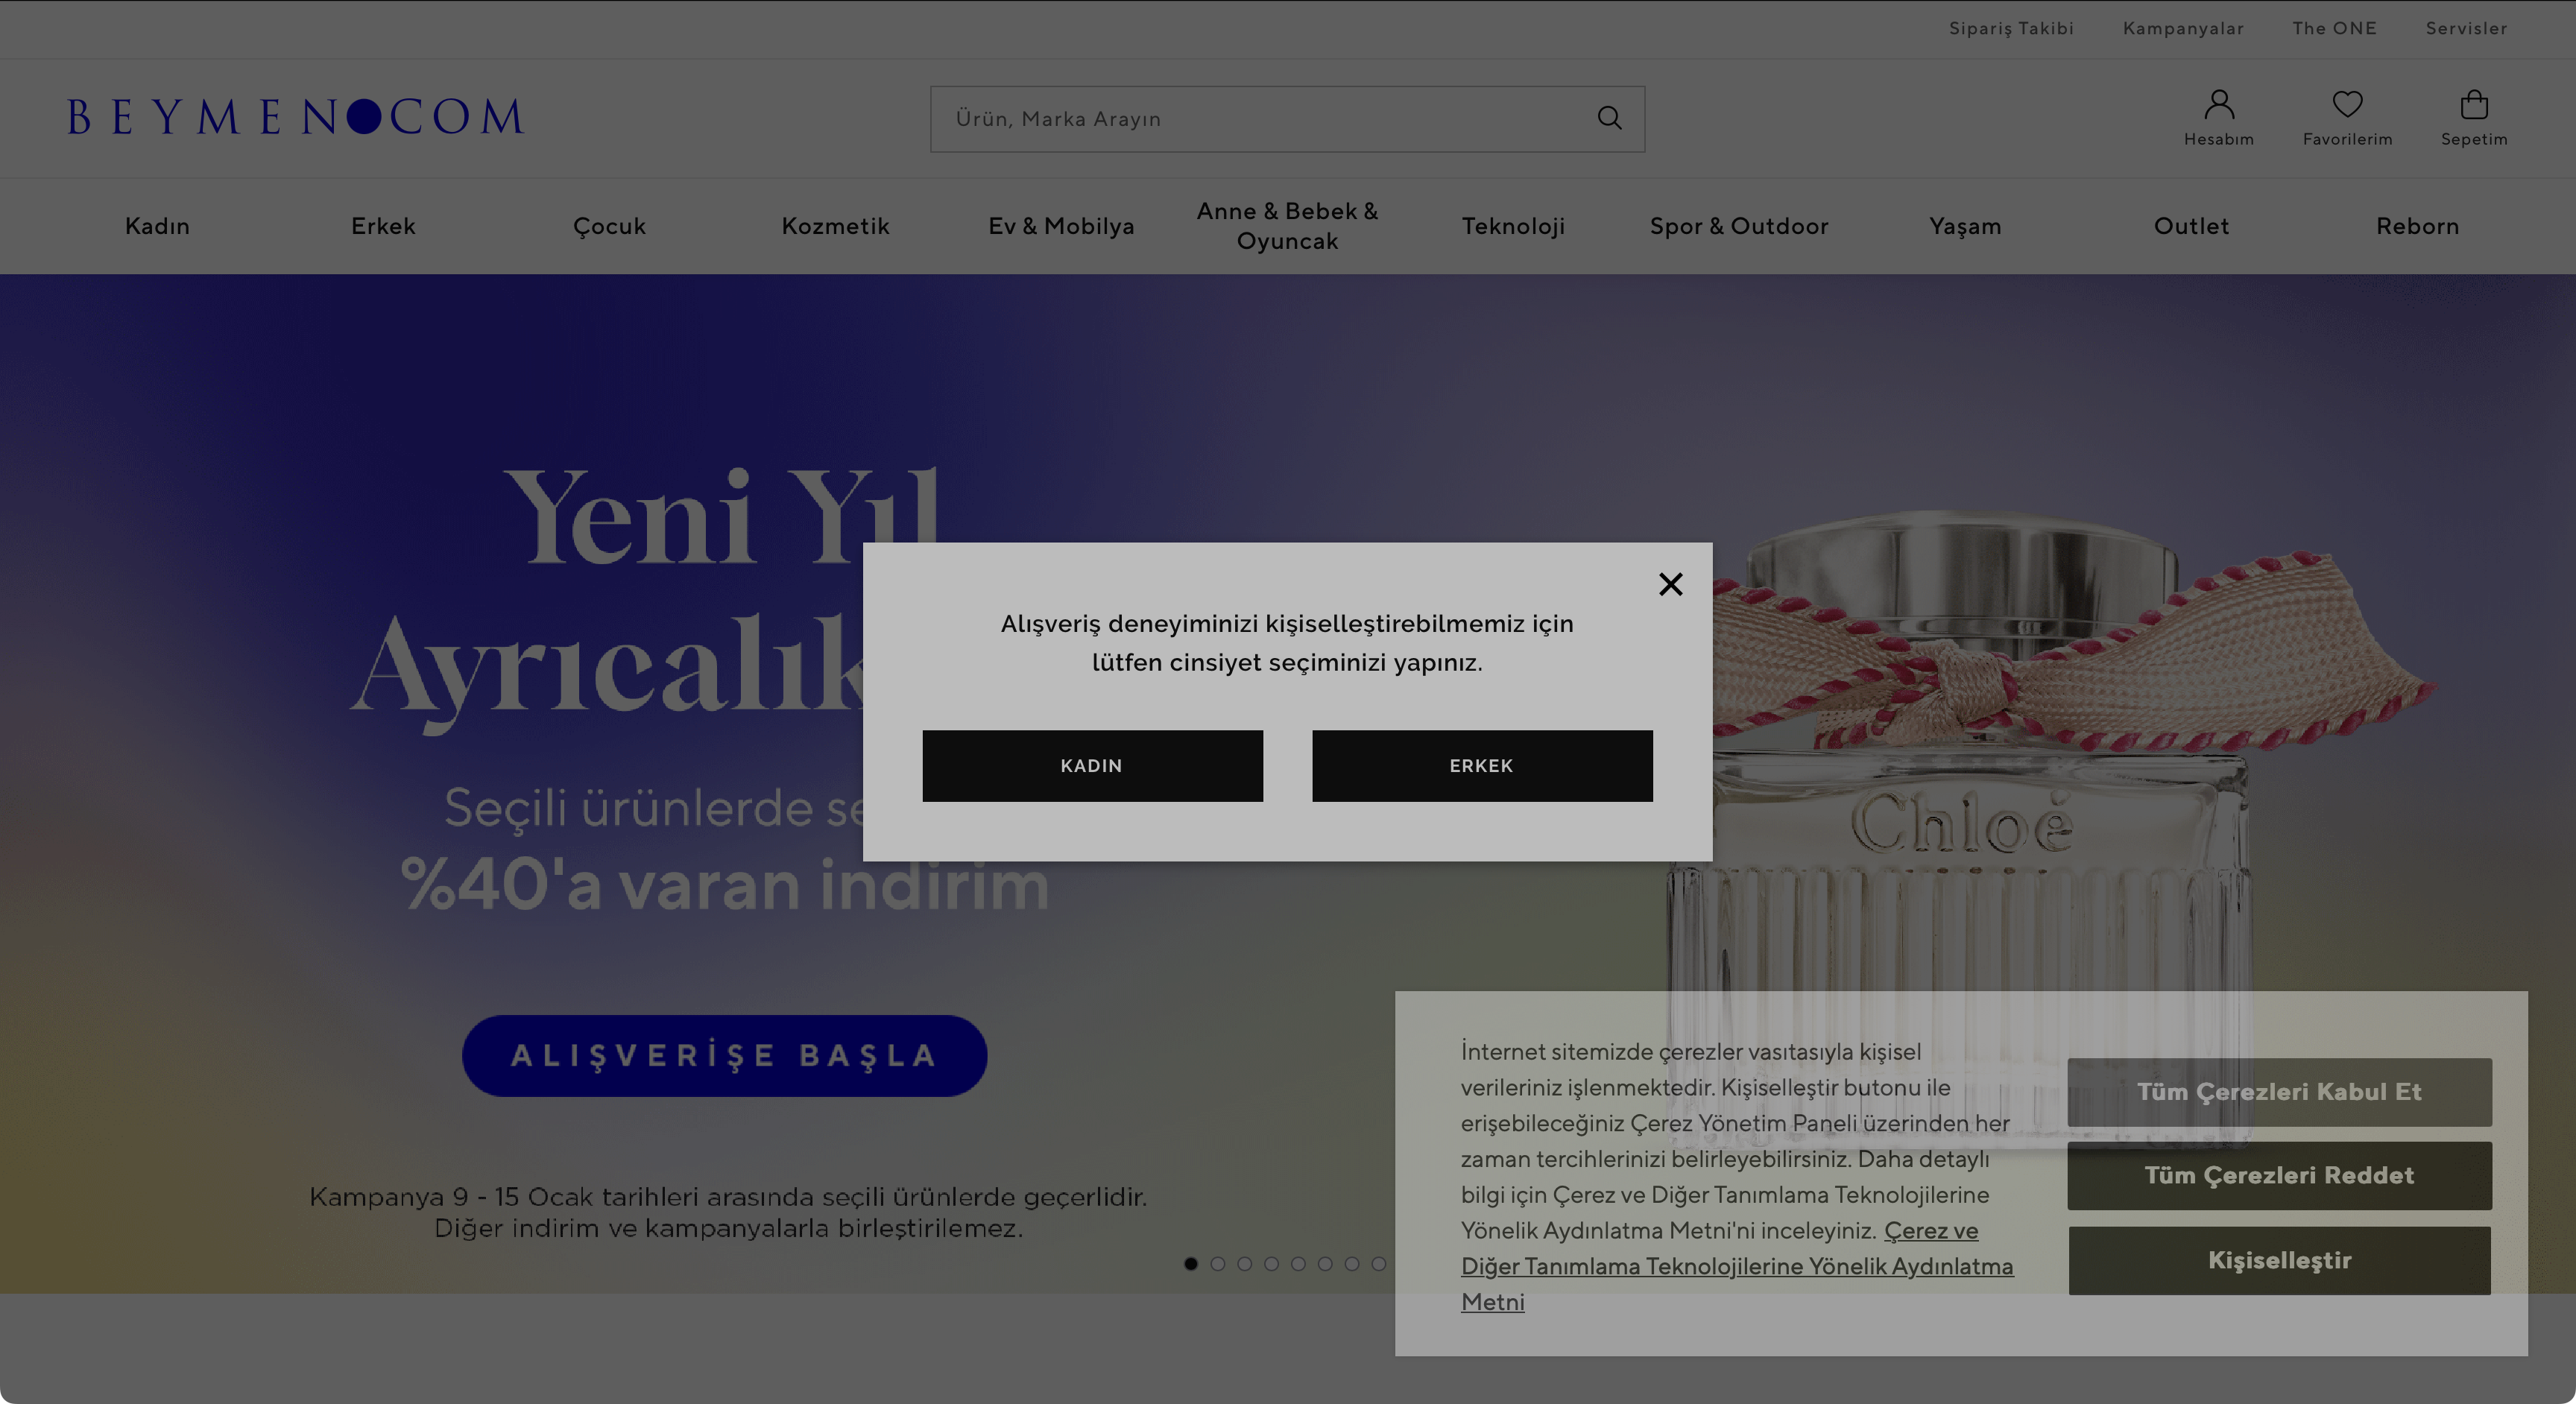 Sipariş Takibi Kampanyalar The ONE Servisler
BEYMEN COM
Ürün, Marka Arayın
Hesabım Favorilerim Sepetim
Kadın Erkek Çocuk Kozmetik Ev & Mobilya Anne & Bebek & Oyuncak Teknoloji Spor & Outdoor Yaşam Outlet Reborn
Yeni Yıl
Ayrıcalık
Seçili ürünlerde
%40'a varan indirim
ALIŞVERİŞE BAŞLA
Kampanya 9 - 15 Ocak tarihleri arasında seçili ürünlerde geçerlidir.
Diğer indirim ve kampanyalarla birleştirilemez.
Alışveriş deneyiminizi kişiselleştirebilmemiz için
lütfen cinsiyet seçiminizi yapınız.
KADIN ERKEK
Chloé
İnternet sitemizde çerezler vasıtasıyla kişisel
verileriniz işlenmektedir. Kişiselleştir butonu ile
erişebileceğiniz Çerez Yönetim Paneli üzerinden her
zaman tercihlerinizi belirleyebilirsiniz. Daha detaylı
bilgi için Çerez ve Diğer Tanımlama Teknolojilerine
Yönelik Aydınlatma Metni'ni inceleyiniz. Çerez ve
Diğer Tanımlama Teknolojilerine Yönelik Aydınlatma
Metni
Tüm Çerezleri Kabul Et
Tüm Çerezleri Reddet
Kişiselleştir